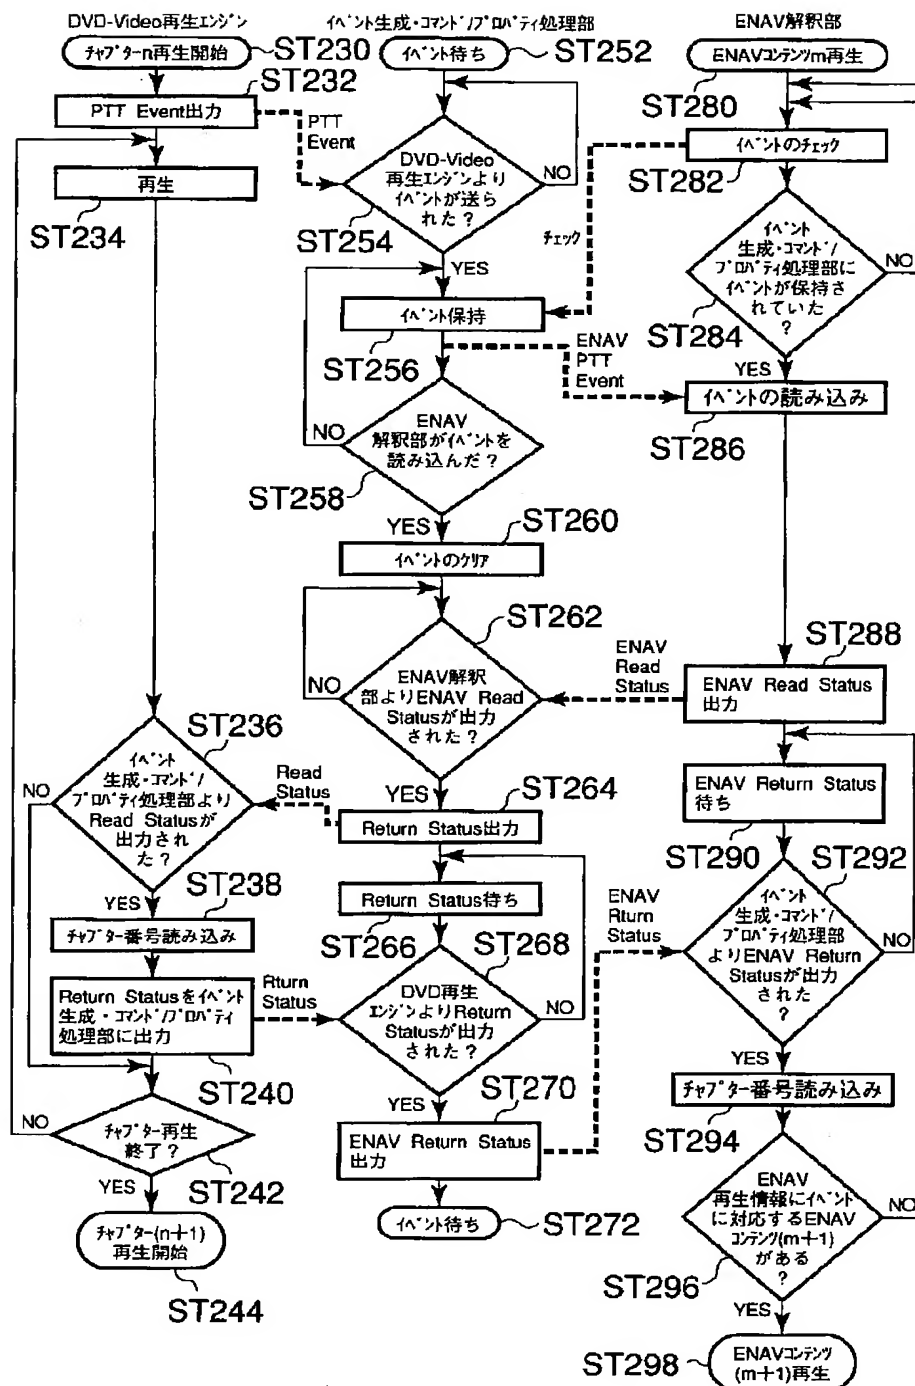 DVD-Video再生エンジン
チャプターn再生開始
ST230
ST232
PTT Event出力
PTT
Event
再生
ST234
ST236
イベント
生成・コマンド/
プロパティ処理部より
Read Statusが
出力され
た?
NO
YES
Read
Status
ST238
チャプター番号読み込み
Return Statusをイベント
生成・コマンド/プロパティ
処理部に出力
Rturn
Status
ST240
NO
チャプター再生
終了?
ST242
YES
チャプター(n+1)
再生開始
ST244
イベント生成・コマンド/プロパティ処理部
イベント待ち
ST252
DVD-Video
再生エンジンより
イベントが送ら
れた?
NO
ST254
YES
チェック
イベント保持
ST256
ENAV
PTT
Event
NO
ENAV
解釈部がイベントを
読み込んだ?
ST258
YES
ST260
イベントのクリア
ST262
NO
ENAV解釈
部よりENAV Read
Statusが出力
された?
ENAV
Read
Status
YES
ST264
Return Status出力
Return Status待ち
ST266
ST268
DVD再生
エンジンよりReturn
Statusが出力
された?
NO
YES
ST270
ENAV Return Status
出力
ENAV
Rturn
Status
イベント待ち
ST272
ENAV解釈部
ENAVコンテンツm再生
ST280
イベントのチェック
ST282
イベント
生成・コマンド/
プロパティ処理部に
イベントが保持さ
れていた
?
NO
ST284
YES
イベントの読み込み
ST286
ST288
ENAV Read Status
出力
ENAV Return Status
待ち
ST290
ST292
イベント
生成・コマンド/
プロパティ処理部
よりENAV Return
Statusが出力
された
?
NO
YES
チャプター番号読み込み
ST294
ENAV
再生情報にイベント
に対応するENAV
コンテンツ(m+1)
がある
?
NO
ST296
YES
ST298
ENAVコンテンツ
(m+1)再生